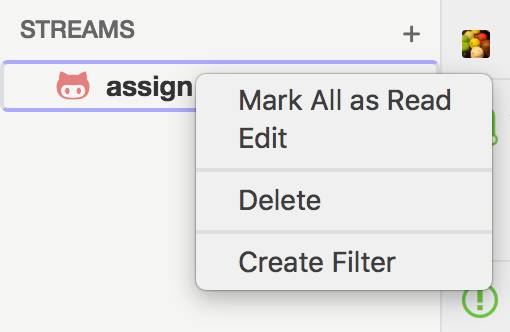 STREAMS +
assign
Mark All as Read
Edit
Delete
Create Filter